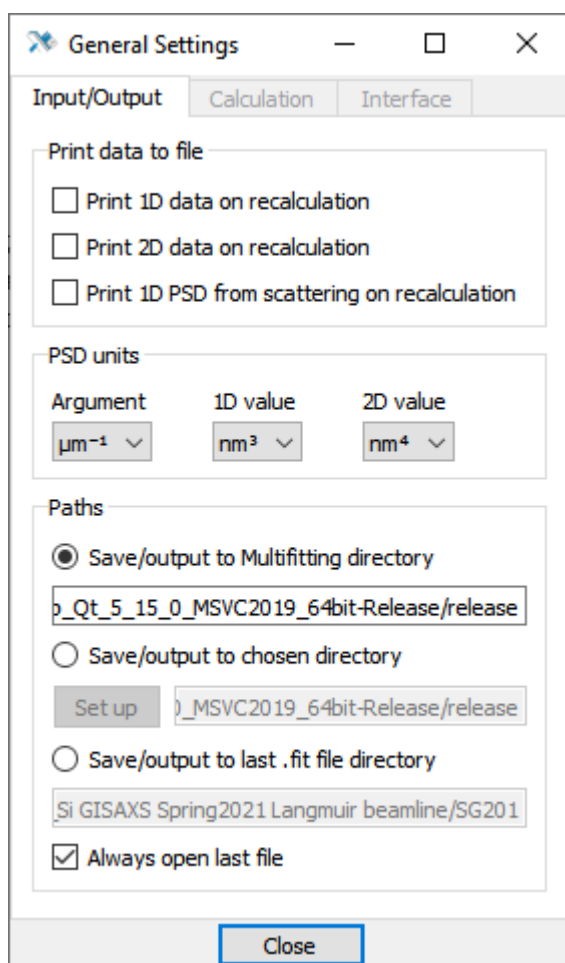 General Settings
Input/Output Calculation Interface
Print data to file
Print 1D data on recalculation
Print 2D data on recalculation
Print 1D PSD from scattering on recalculation
PSD units
Argument 1D value 2D value
μm⁻¹ nm³ nm⁴
Paths
Save/output to Multifitting directory
_Qt_5_15_0_MSVC2019_64bit-Release/release
Save/output to chosen directory
Set up 0_MSVC2019_64bit-Release/release
Save/output to last .fit file directory
_Si GISAXS Spring2021 Langmuir beamline/SG201
Always open last file
Close